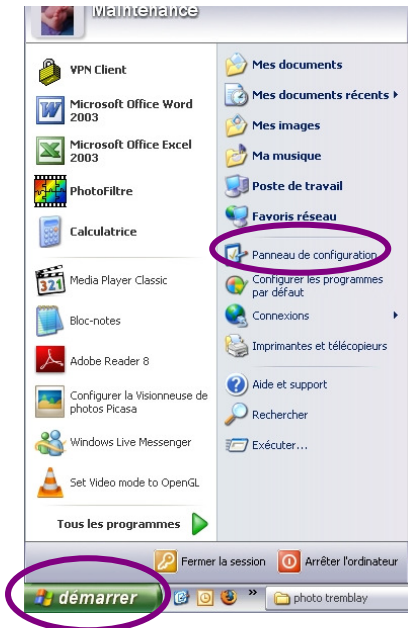 Maintenance
VPN Client
Microsoft Office Word
2003
Microsoft Office Excel
2003
PhotoFiltre
Calculatrice
321
Media Player Classic
Bloc-notes
Adobe Reader 8
Configurer la Visionneuse de
photos Picasa
Windows Live Messenger
Set Video mode to OpenGL
Tous les programmes
Mes documents
Mes documents récents
Mes images
Ma musique
Poste de travail
Favoris réseau
Panneau de configuration
Configurer les programmes
par défaut
Connexions
Imprimantes et télécopieurs
Aide et support
Rechercher
Exécuter...
Fermer la session
Arrêter l'ordinateur
démarrer
»
photo tremblay